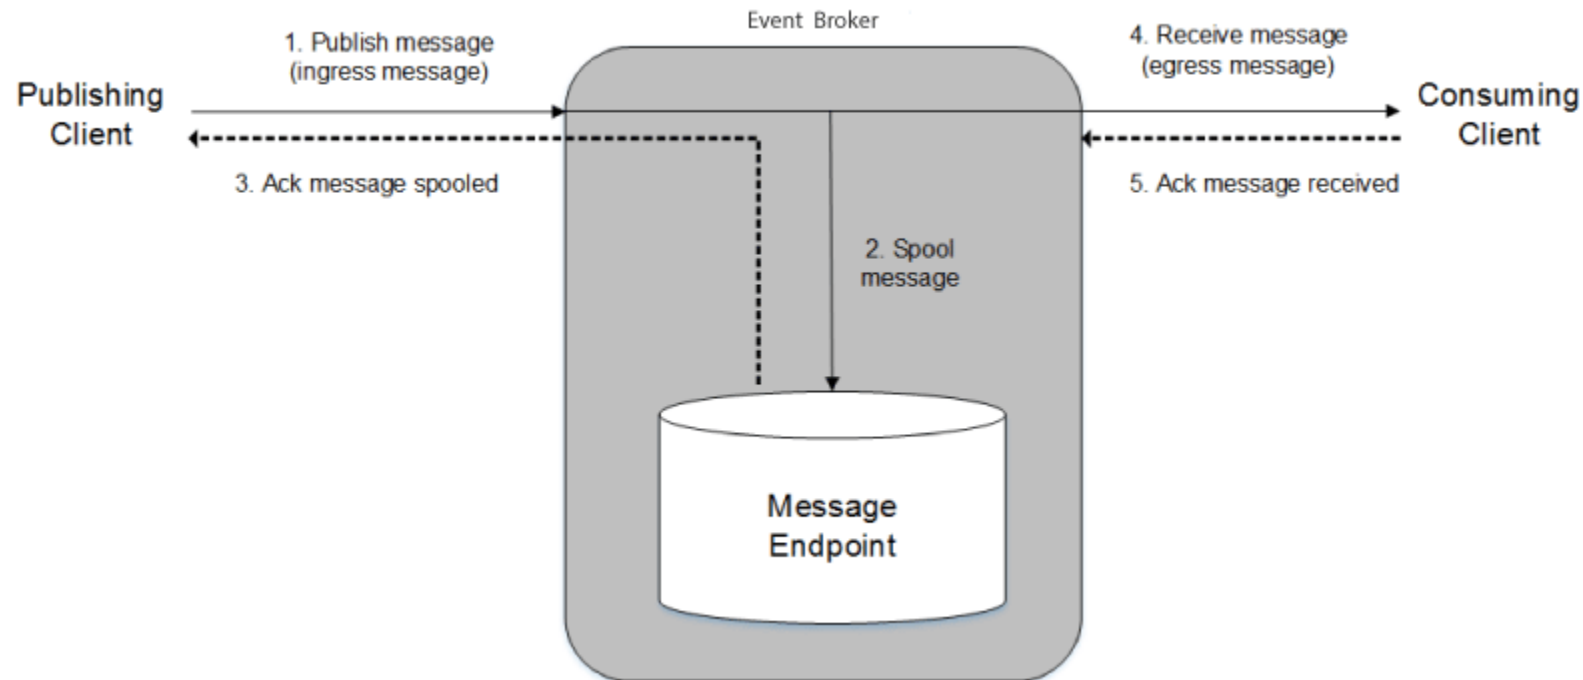 Event Broker
1. Publish message
(ingress message)
4. Receive message
(egress message)
Publishing
Client
Consuming
Client
3. Ack message spooled
5. Ack message received
2. Spool
message
Message
Endpoint